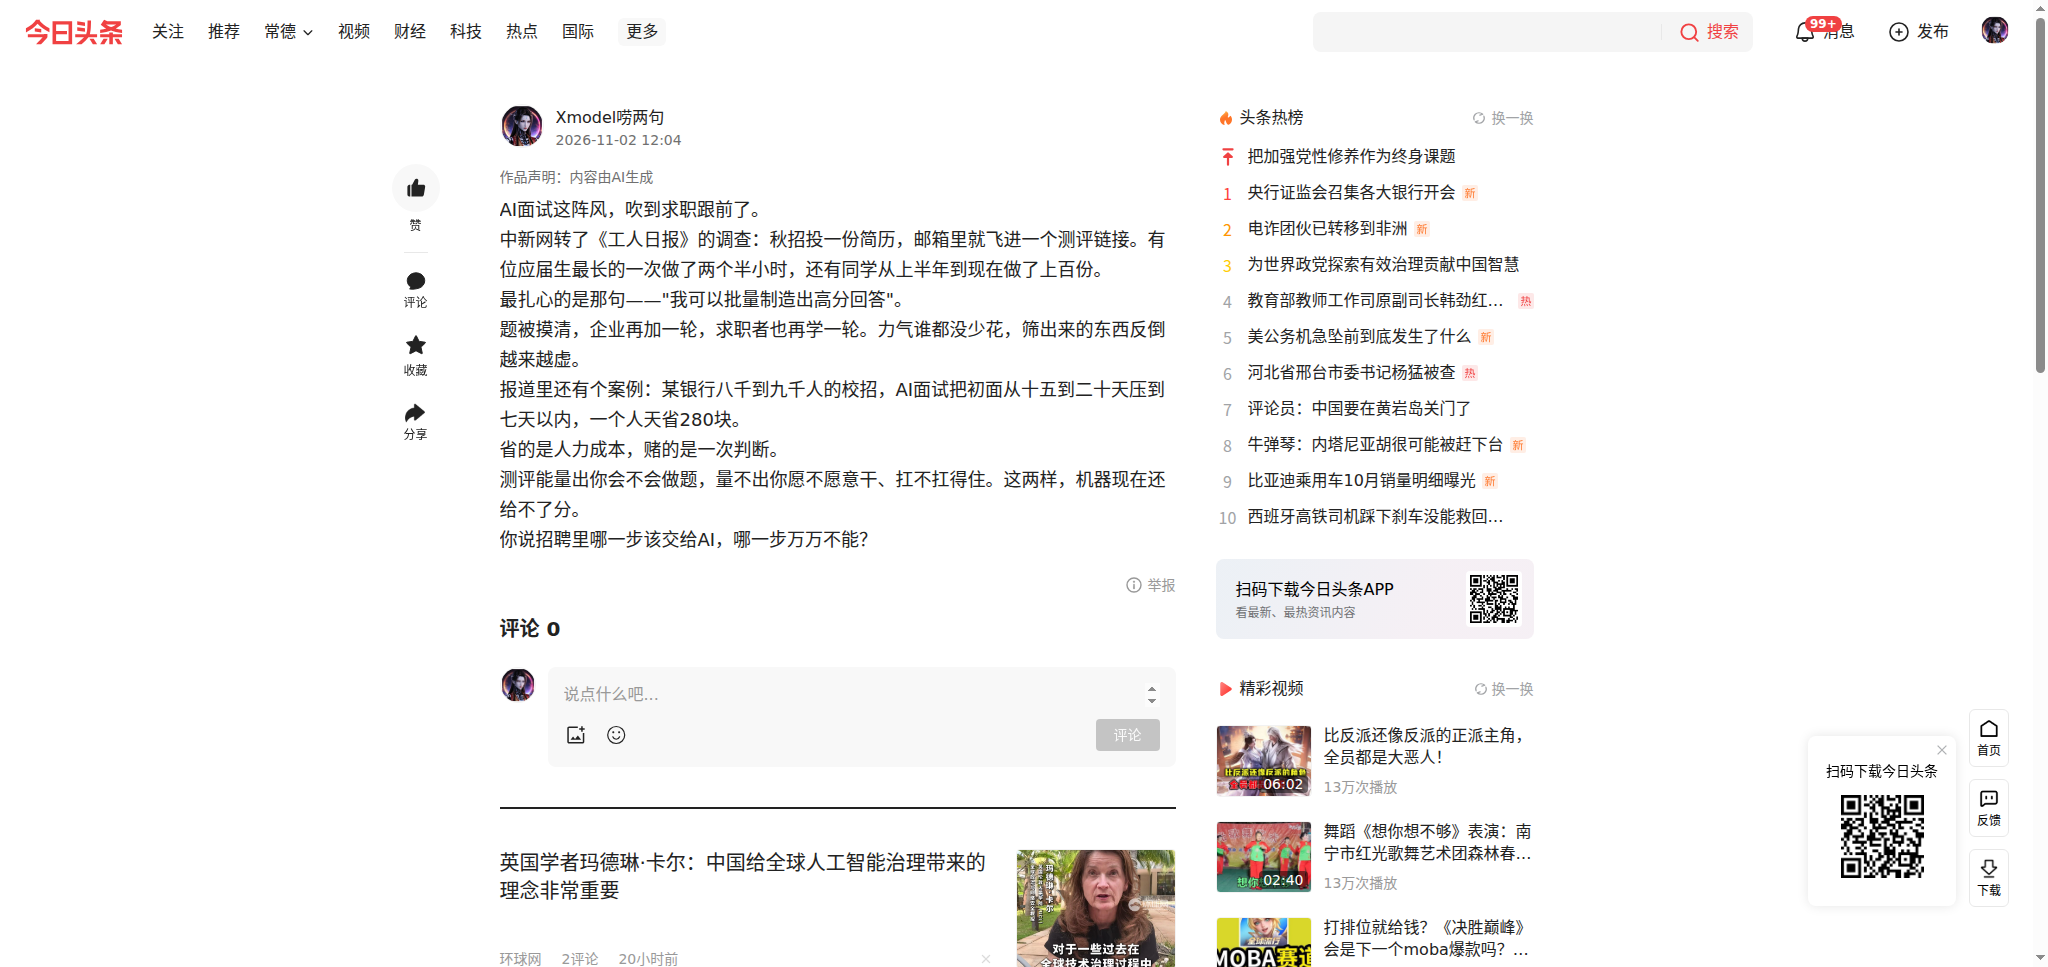 今日头条
关注
推荐
常德
视频
财经
科技
热点
国际
更多
搜索
99+
消息
发布
Xmodel唠两句
2026-11-02 12:04
作品声明：内容由AI生成
AI面试这阵风，吹到求职跟前了。
中新网转了《工人日报》的调查：秋招投一份简历，邮箱里就飞进一个测评链接。有
位应届生最长的一次做了两个半小时，还有同学从上半年到现在做了上百份。
最扎心的是那句——"我可以批量制造出高分回答"。
题被摸清，企业再加一轮，求职者也再学一轮。力气谁都没少花，筛出来的东西反倒
越来越虚。
报道里还有个案例：某银行八千到九千人的校招，AI面试把初面从十五到二十天压到
七天以内，一个人天省280块。
省的是人力成本，赌的是一次判断。
测评能量出你会不会做题，量不出你愿不愿意干、扛不扛得住。这两样，机器现在还
给不了分。
你说招聘里哪一步该交给AI，哪一步万万不能？
赞
评论
收藏
分享
举报
评论 0
说点什么吧...
评论
英国学者玛德琳·卡尔：中国给全球人工智能治理带来的
理念非常重要
环球网
2评论
20小时前
玛德琳·卡尔
对于一些过去在
全球技术治理过程中
头条热榜
换一换
把加强党性修养作为终身课题
1 央行证监会召集各大银行开会 新
2 电诈团伙已转移到非洲 新
3 为世界政党探索有效治理贡献中国智慧
4 教育部教师工作司原副司长韩劲红... 热
5 美公务机急坠前到底发生了什么 新
6 河北省邢台市委书记杨猛被查 热
7 评论员：中国要在黄岩岛关门了
8 牛弹琴：内塔尼亚胡很可能被赶下台 新
9 比亚迪乘用车10月销量明细曝光 新
10 西班牙高铁司机踩下刹车没能救回...
扫码下载今日头条APP
看最新、最热资讯内容
精彩视频
换一换
比反派还像反派的正派主角，
全员都是大恶人！
13万次播放
比反派还像反派的
06:02
舞蹈《想你想不够》表演：南
宁市红光歌舞艺术团森林春...
13万次播放
想你
02:40
打排位就给钱？《决胜巅峰》
会是下一个moba爆款吗？...
MOBA赛道
扫码下载今日头条
首页
反馈
下载